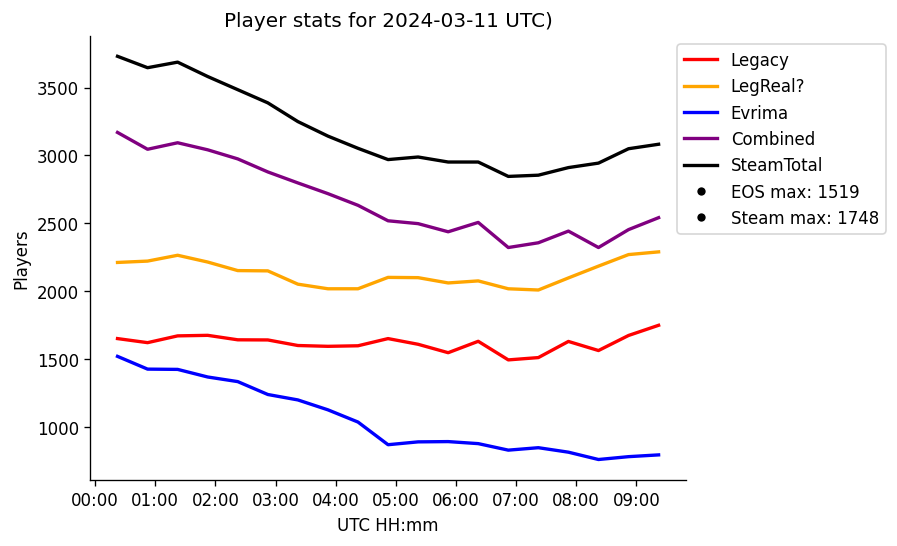 Player stats for 2024-03-11 UTC)
Legacy
LegReal?
Evrima
Combined
SteamTotal
EOS max: 1519
Steam max: 1748
Players
3500
3000
2500
2000
1500
1000
00:00 01:00 02:00 03:00 04:00 05:00 06:00 07:00 08:00 09:00
UTC HH:mm